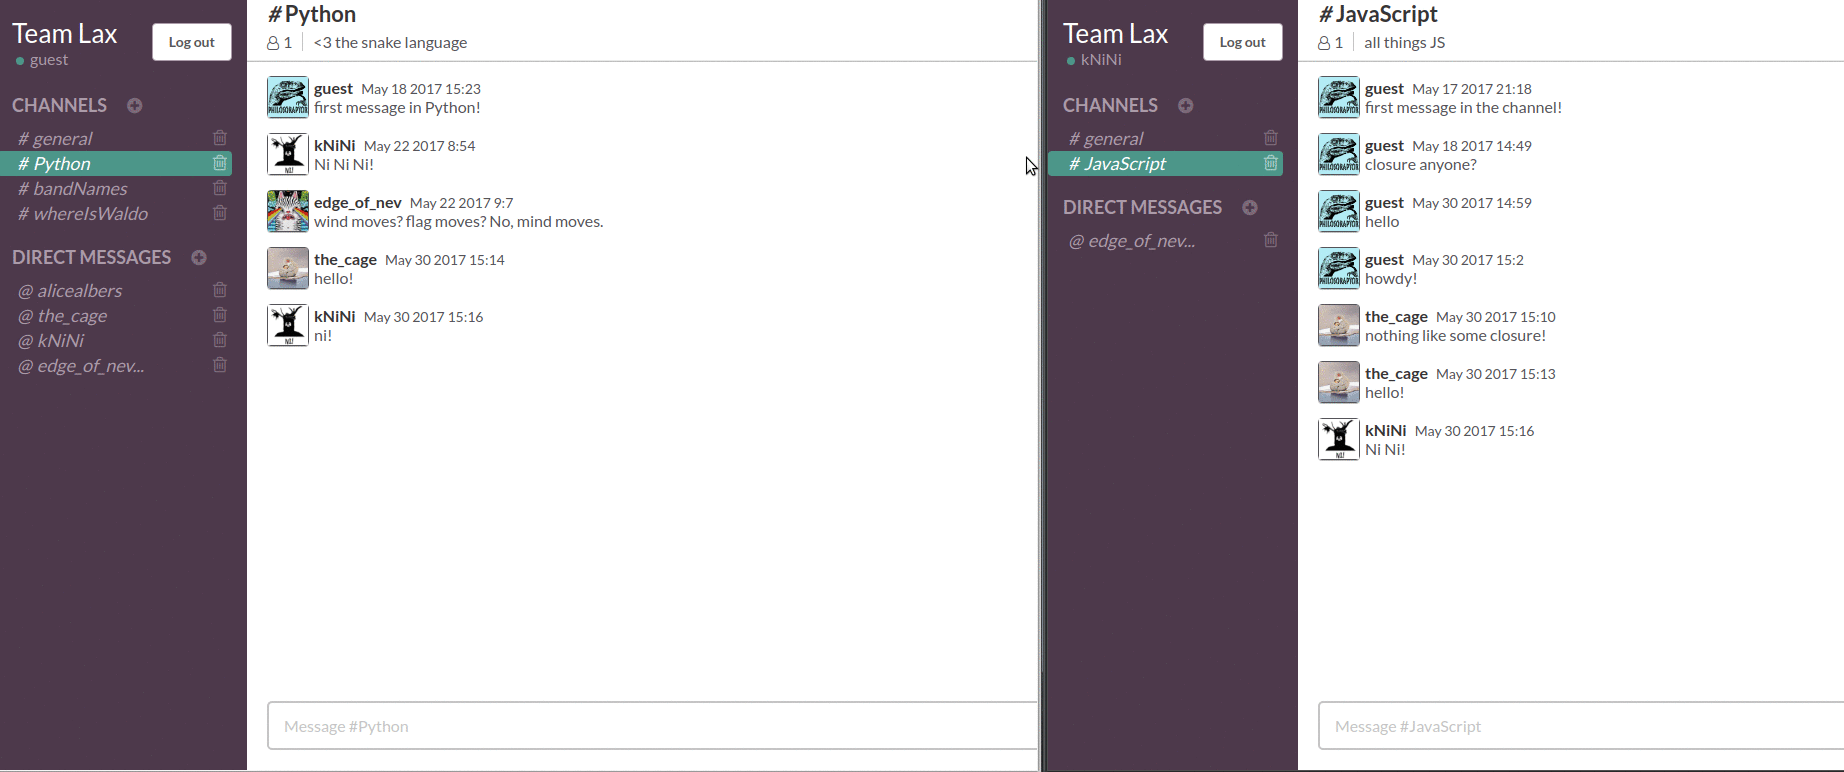 Team Lax
Log out
guest
CHANNELS
# general
# Python
# bandNames
# whereIsWaldo
DIRECT MESSAGES
@ alicealbers
@ the_cage
@ kNiNi
@ edge_of_nev...
#Python
1 <3 the snake language
guest May 18 2017 15:23
first message in Python!
kNiNi May 22 2017 8:54
Ni Ni Ni!
edge_of_nev May 22 2017 9:7
wind moves? flag moves? No, mind moves.
the_cage May 30 2017 15:14
hello!
kNiNi May 30 2017 15:16
ni!
Message #Python
Team Lax
Log out
kNiNi
CHANNELS
# general
# JavaScript
DIRECT MESSAGES
@ edge_of_nev...
#JavaScript
1 all things JS
guest May 17 2017 21:18
first message in the channel!
guest May 18 2017 14:49
closure anyone?
guest May 30 2017 14:59
hello
guest May 30 2017 15:2
howdy!
the_cage May 30 2017 15:10
nothing like some closure!
the_cage May 30 2017 15:13
hello!
kNiNi May 30 2017 15:16
Ni Ni!
Message #JavaScript